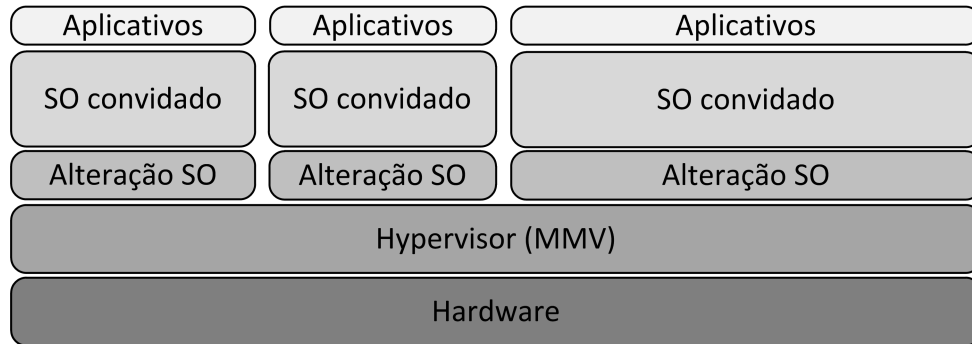 Aplicativos
Aplicativos
Aplicativos
SO convidado
SO convidado
SO convidado
Alteração SO
Alteração SO
Alteração SO
Hypervisor (MMV)
Hardware